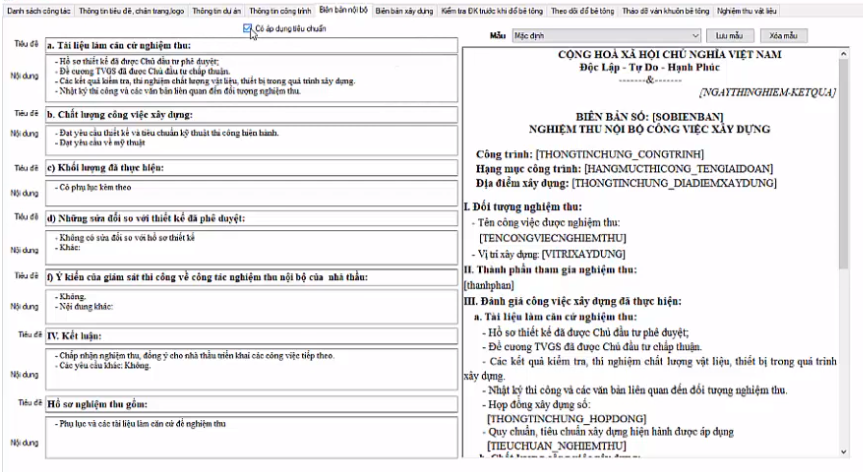 Danh sách công tác
Thông tin tiêu đề, chân trang,logo
Thông tin dự án
Thông tin công trình
Biên bản nội bộ
Biên bản xây dựng
Kiểm tra ĐK trước khi đổ bê tông
Theo dõi đổ bê tông
Tháo dỡ ván khuôn bê tông
Nghiệm thu vật liệu
Có áp dụng tiêu chuẩn
Tiêu đề
a. Tài liệu làm căn cứ nghiệm thu:
Nội dung
- Hồ sơ thiết kế đã được Chủ đầu tư phê duyệt;
- Đề cương TVGS đã được Chủ đầu tư chấp thuận.
- Các kết quả kiểm tra, thí nghiệm chất lượng vật liệu, thiết bị trong quá trình xây dựng.
- Nhật ký thi công và các văn bản liên quan đến đối tượng nghiệm thu.
Tiêu đề
b. Chất lượng công việc xây dựng:
Nội dung
- Đạt yêu cầu thiết kế và tiêu chuẩn kỹ thuật thi công hiện hành.
- Đạt yêu cầu về mỹ thuật
Tiêu đề
c) Khối lượng đã thực hiện:
Nội dung
- Có phụ lục kèm theo
Tiêu đề
d) Những sửa đổi so với thiết kế đã phê duyệt:
Nội dung
- Không có sửa đổi so với hồ sơ thiết kế
- Khác:
Tiêu đề
f) Ý kiến của giám sát thi công về công tác nghiệm thu nội bộ của nhà thầu:
Nội dung
- Không.
- Nội dung khác:
Tiêu đề
IV. Kết luận:
Nội dung
- Chấp nhận nghiệm thu, đồng ý cho nhà thầu triển khai các công việc tiếp theo.
- Các yêu cầu khác: Không.
Tiêu đề
Hồ sơ nghiệm thu gồm:
Nội dung
- Phụ lục và các tài liệu làm căn cứ để nghiệm thu
Mẫu
Mặc định
Lưu mẫu
Xóa mẫu
CỘNG HOÀ XÃ HỘI CHỦ NGHĨA VIỆT NAM
Độc Lập - Tự Do - Hạnh Phúc
-------&-------
[NGAYTHINGHIEM-KETQUA]
BIÊN BẢN SỐ: [SOBIENBAN]
NGHIỆM THU NỘI BỘ CÔNG VIỆC XÂY DỰNG
Công trình: [THONGTINCHUNG_CONGTRINH]
Hạng mục công trình: [HANGMUCTHICONG_TENGIAIDOAN]
Địa điểm xây dựng: [THONGTINCHUNG_DIADIEMXAYDUNG]
I. Đối tượng nghiệm thu:
- Tên công việc được nghiệm thu:
[TENCONGVIECNGHIEMTHU]
- Vị trí xây dựng: [VITRIXAYDUNG]
II. Thành phần tham gia nghiệm thu:
[thanhphan]
III. Đánh giá công việc xây dựng đã thực hiện:
a. Tài liệu làm căn cứ nghiệm thu:
- Hồ sơ thiết kế đã được Chủ đầu tư phê duyệt;
- Đề cương TVGS đã được Chủ đầu tư chấp thuận.
- Các kết quả kiểm tra, thí nghiệm chất lượng vật liệu, thiết bị trong quá trình
xây dựng.
- Nhật ký thi công và các văn bản liên quan đến đối tượng nghiệm thu.
- Hợp đồng xây dựng số:
[THONGTINCHUNG_HOPDONG]
- Quy chuẩn, tiêu chuẩn xây dựng hiện hành được áp dụng
[TIEUCHUAN_NGHIEMTHU]